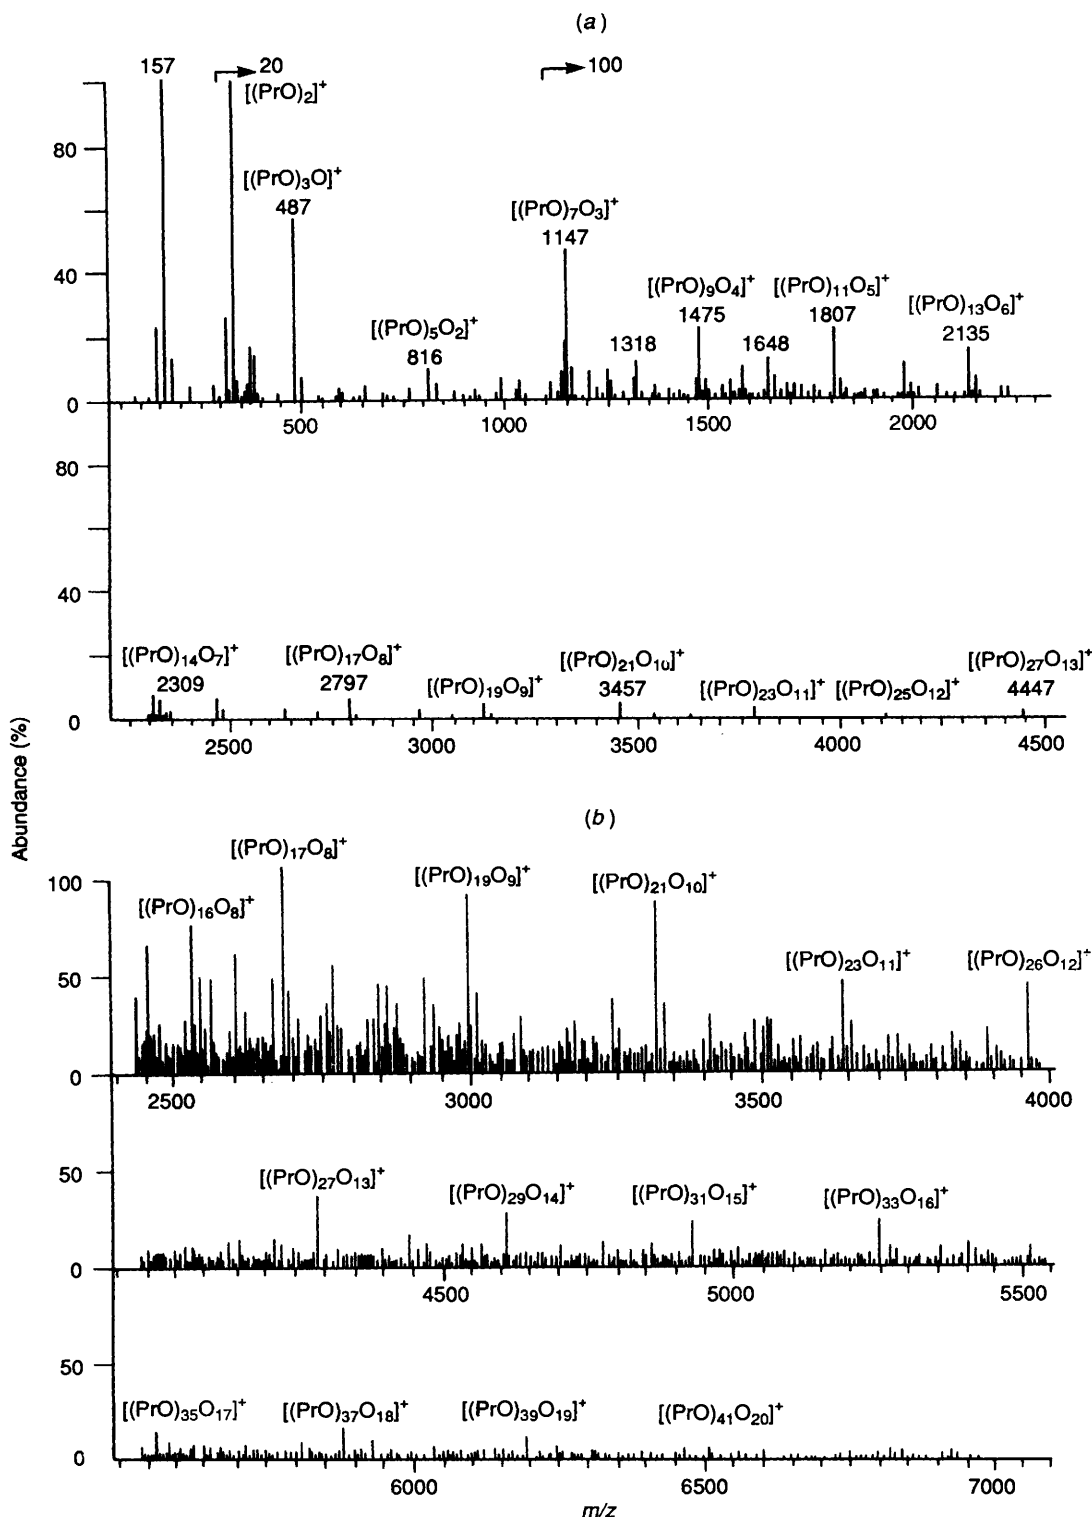 (a)
157
20
100
[(PrO)₂]⁺
80
[(PrO)₃O]⁺
487
[(PrO)₇O₃]⁺
1147
40
[(PrO)₉O₄]⁺
1475
[(PrO)₁₁O₅]⁺
1807
[(PrO)₁₃O₆]⁺
2135
[(PrO)₅O₂]⁺
816
1318
1648
0
500
1000
1500
2000
80
40
[(PrO)₁₄O₇]⁺
2309
[(PrO)₁₇O₈]⁺
2797
[(PrO)₁₉O₉]⁺
[(PrO)₂₁O₁₀]⁺
3457
[(PrO)₂₃O₁₁]⁺
[(PrO)₂₅O₁₂]⁺
[(PrO)₂₇O₁₃]⁺
4447
0
2500
3000
3500
4000
4500
Abundance (%)
(b)
[(PrO)₁₇O₈]⁺
100
[(PrO)₁₆O₈]⁺
[(PrO)₁₉O₉]⁺
[(PrO)₂₁O₁₀]⁺
[(PrO)₂₃O₁₁]⁺
[(PrO)₂₆O₁₂]⁺
50
0
2500
3000
3500
4000
50
[(PrO)₂₇O₁₃]⁺
[(PrO)₂₉O₁₄]⁺
[(PrO)₃₁O₁₅]⁺
[(PrO)₃₃O₁₆]⁺
0
4500
5000
5500
50
[(PrO)₃₅O₁₇]⁺
[(PrO)₃₇O₁₈]⁺
[(PrO)₃₉O₁₉]⁺
[(PrO)₄₁O₂₀]⁺
0
6000
6500
7000
m/z